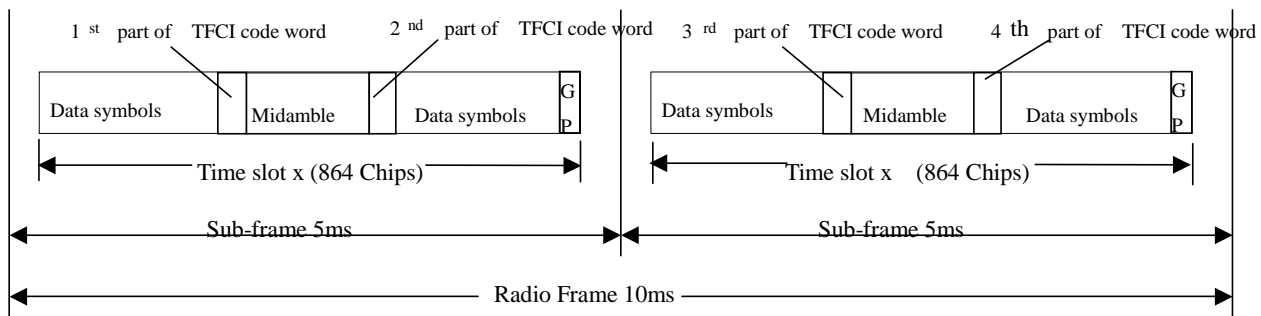 1 st part of TFCI code word 2 nd part of TFCI code word 3 rd part of TFCI code word 4 th part of TFCI code word
Data symbols Midamble Data symbols G P Data symbols Midamble Data symbols G P
Time slot x (864 Chips) Time slot x (864 Chips)
Sub-frame 5ms Sub-frame 5ms
Radio Frame 10ms